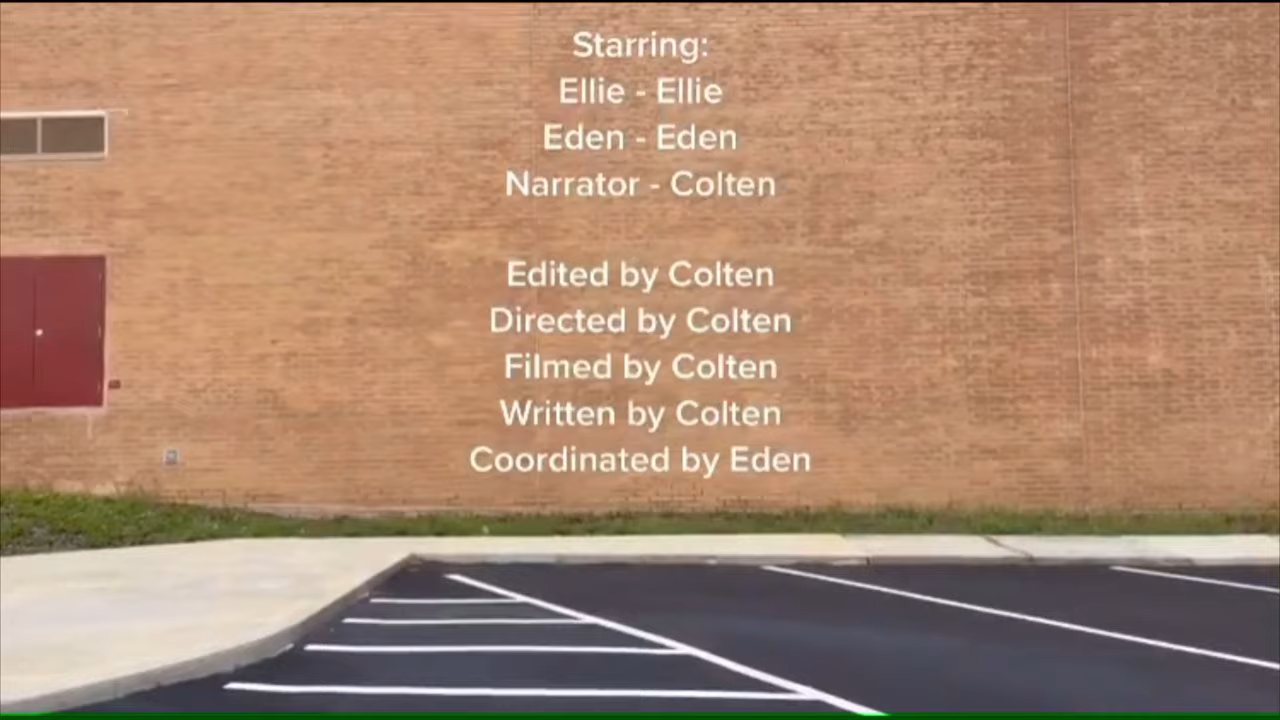 Starring:
Ellie - Ellie
Eden - Eden
Narrator - Colten
Edited by Colten
Directed by Colten
Filmed by Colten
Written by Colten
Coordinated by Eden